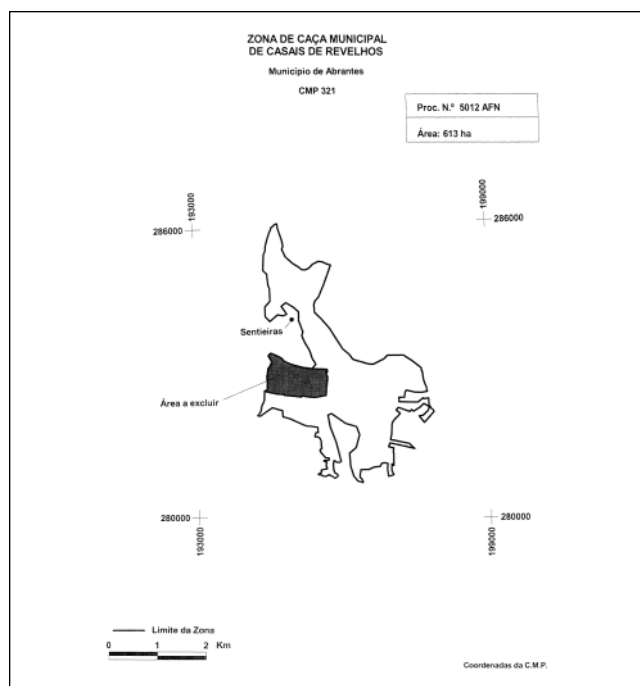 ZONA DE CAÇA MUNICIPAL
DE CASAIS DE REVELHOS
Municipio de Abrantes
CMP 321
Proc. N.º 5012 AFN
Área: 613 ha
193000
199000
286000
286000
Sentieiras
Área a excluir
280000
280000
193000
199000
Limite da Zona
0 1 2 Km
Coordenadas da C.M.P.